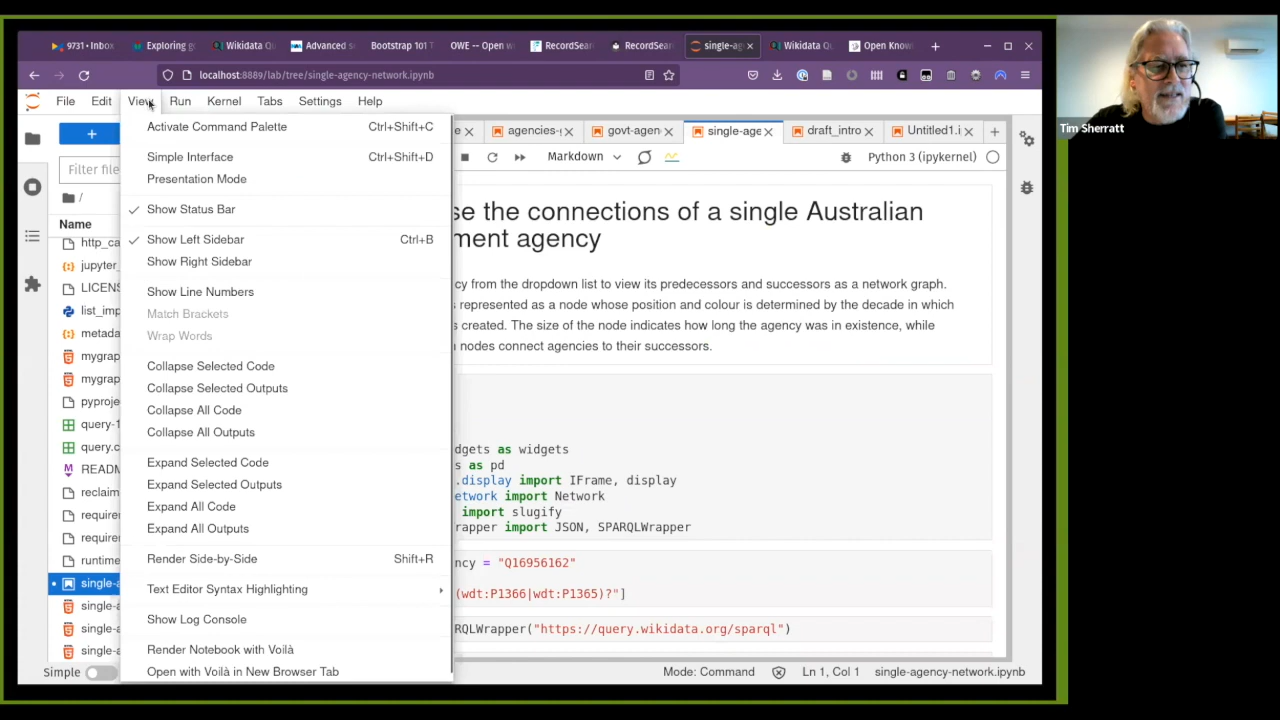 9731 • Inbox
Exploring g
Wikidata Qu
Advanced s
Bootstrap 101 T
OWE -- Open w
RecordSear
RecordSear
single-age
Wikidata Qu
Open Know
localhost:8889/lab/tree/single-agency-network.ipynb
File Edit View Run Kernel Tabs Settings Help
Tim Sherratt
Activate Command Palette Ctrl+Shift+C
Simple Interface Ctrl+Shift+D
Presentation Mode
Show Status Bar
Show Left Sidebar Ctrl+B
Show Right Sidebar
Show Line Numbers
Match Brackets
Wrap Words
Collapse Selected Code
Collapse Selected Outputs
Collapse All Code
Collapse All Outputs
Expand Selected Code
Expand Selected Outputs
Expand All Code
Expand All Outputs
Render Side-by-Side Shift+R
Text Editor Syntax Highlighting
Show Log Console
Render Notebook with Voilà
Open with Voilà in New Browser Tab
Filter file
/
Name
http_ca
jupyter_
LICENS
list_imp
metada
mygrap
mygrap
pyproje
query-1
query.c
READM
reclaim
require
require
runtime
single-a
single-a
single-a
single-a
e
agencies-g
govt-agen
single-age
draft_intro
Untitled1.i
Markdown
Python 3 (ipykernel)
se the connections of a single Australian
ment agency
cy from the dropdown list to view its predecessors and successors as a network graph.
s represented as a node whose position and colour is determined by the decade in which
s created. The size of the node indicates how long the agency was in existence, while
n nodes connect agencies to their successors.
dgets as widgets
s as pd
.display import IFrame, display
etwork import Network
import slugify
rapper import JSON, SPARQLWrapper
ncy = "Q16956162"
(wdt:P1366|wdt:P1365)?"]
RQLWrapper("https://query.wikidata.org/sparql")
Simple
Mode: Command
Ln 1, Col 1
single-agency-network.ipynb